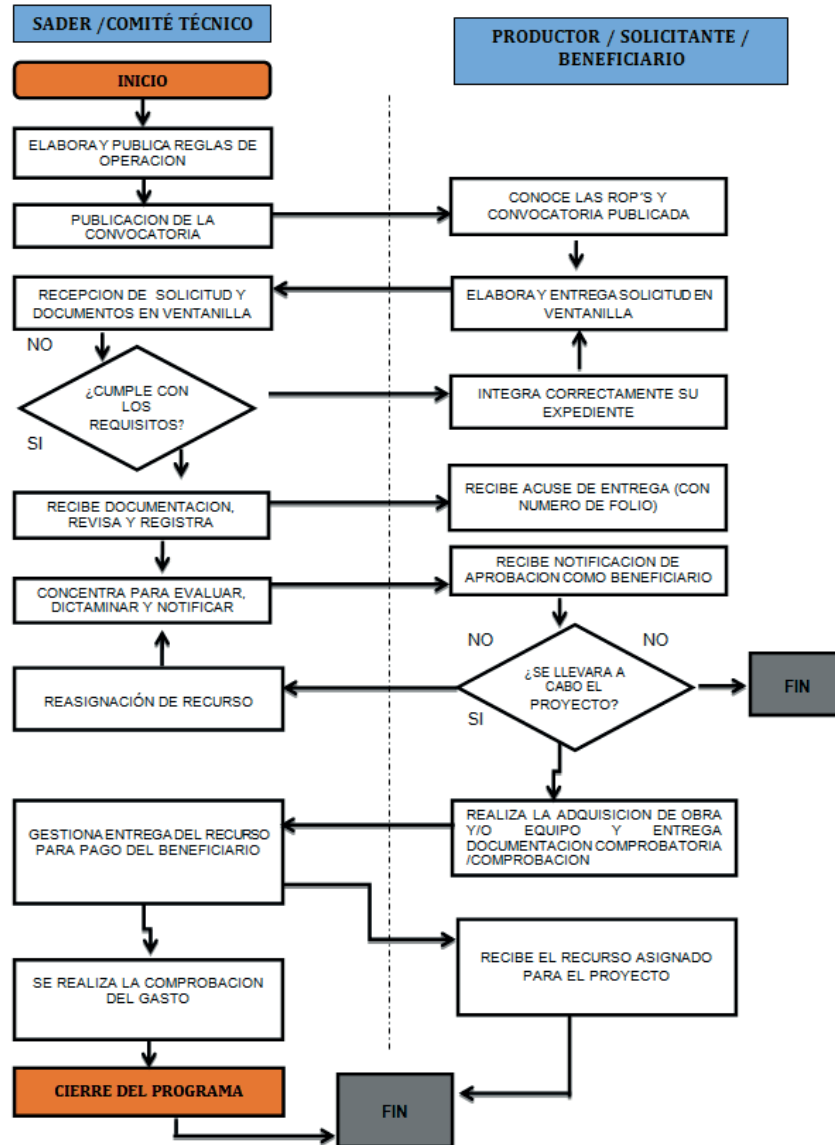 SADER /COMITÉ TÉCNICO
PRODUCTOR / SOLICITANTE /
BENEFICIARIO
INICIO
ELABORA Y PUBLICA REGLAS DE
OPERACION
PUBLICACION DE LA
CONVOCATORIA
CONOCE LAS ROP´S Y
CONVOCATORIA PUBLICADA
RECEPCION DE SOLICITUD Y
DOCUMENTOS EN VENTANILLA
ELABORA Y ENTREGA SOLICITUD EN
VENTANILLA
NO
¿CUMPLE CON
LOS
REQUISITOS?
SI
INTEGRA CORRECTAMENTE SU
EXPEDIENTE
RECIBE DOCUMENTACION,
REVISA Y REGISTRA
RECIBE ACUSE DE ENTREGA (CON
NUMERO DE FOLIO)
CONCENTRA PARA EVALUAR,
DICTAMINAR Y NOTIFICAR
RECIBE NOTIFICACION DE
APROBACION COMO BENEFICIARIO
NO
NO
REASIGNACIÓN DE RECURSO
¿SE LLEVARA A
CABO EL
PROYECTO?
SI
FIN
GESTIONA ENTREGA DEL RECURSO
PARA PAGO DEL BENEFICIARIO
REALIZA LA ADQUISICION DE OBRA
Y/O EQUIPO Y ENTREGA
DOCUMENTACION COMPROBATORIA
/COMPROBACION
RECIBE EL RECURSO ASIGNADO
PARA EL PROYECTO
SE REALIZA LA COMPROBACION
DEL GASTO
CIERRE DEL PROGRAMA
FIN